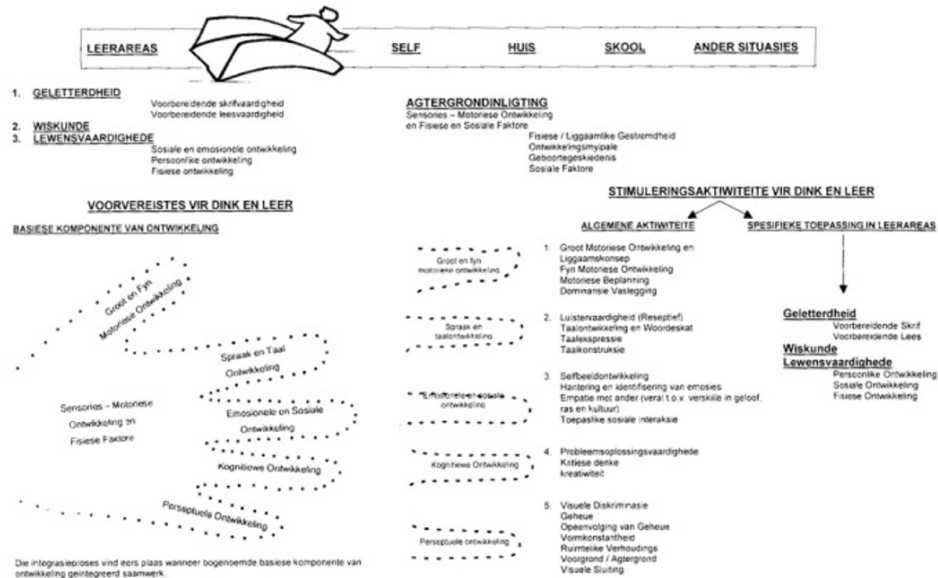 LEERAREAS
SELF
HUIS
SKOOL
ANDER SITUASIES
1. GELETTERDHEID
Voorbereidende skrifvaardigheid
Voorbereidende leesvaardigheid
2. WISKUNDE
3. LEWENSVAARDIGHEDE
Sosiale en emosionele ontwikkeling
Persoonlike ontwikkeling
Fisiese ontwikkeling
AGTERGRONDINLIGTING
Sensories – Motoriese Ontwikkeling
en Fisiese en Sosiale Faktore
Fisiese / Liggaamlike Gestremdheid
Ontwikkelingsmylpale
Geboortegeskiedenis
Sosiale Faktore
VOORVEREISTES VIR DINK EN LEER
BASIESE KOMPONENTE VAN ONTWIKKELING
Groot en Fyn
Motoriese Ontwikkeling
Spraak en Taal
Ontwikkeling
Sensories – Motoriese
Ontwikkeling en
Fisiese Faktore
Emosionele en Sosiale
Ontwikkeling
Kognitiewe Ontwikkeling
Perseptuele Ontwikkeling
Die integrasieproses vind eers plaas wanneer bogenoemde basiese komponente van
ontwikkeling geïntegreerd saamwerk.
STIMULERINGSAKTIWITEITE VIR DINK EN LEER
ALGEMENE AKTIWITEITE
SPESIFIEKE TOEPASSING IN LEERAREAS
Groot en fyn
motoriese ontwikkeling
1. Groot Motoriese Ontwikkeling en
Liggaamskonsep
Fyn Motoriese Ontwikkeling
Motoriese Beplanning
Dominansie Vaslegging
Spraak en
taalontwikkeling
2. Luistervaardigheid (Reseptief)
Taalontwikkeling en Woordeskat
Taalekspressie
Taalkonstruksie
Emosionele en sosiale
ontwikkeling
3. Selfbeeldontwikkeling
Hantering en identifisering van emosies
Empatie met ander (veral t.o.v. verskille in geloof,
ras en kultuur)
Toepaslike sosiale interaksie
Kognitiewe Ontwikkeling
4. Probleemsoplossingsvaardighede
Kritiese denke
kreatiwiteit
Perseptuele ontwikkeling
5. Visuele Diskriminasie
Geheue
Opeenvolging van Geheue
Vormkonstantheid
Ruimtelike Verhoudings
Voorgrond / Agtergrond
Visuele Sluiting
Geletterdheid
Voorbereidende Skrif
Voorbereidende Lees
Wiskunde
Lewensvaardighede
Persoonlike Ontwikkeling
Sosiale Ontwikkeling
Fisiese Ontwikkeling